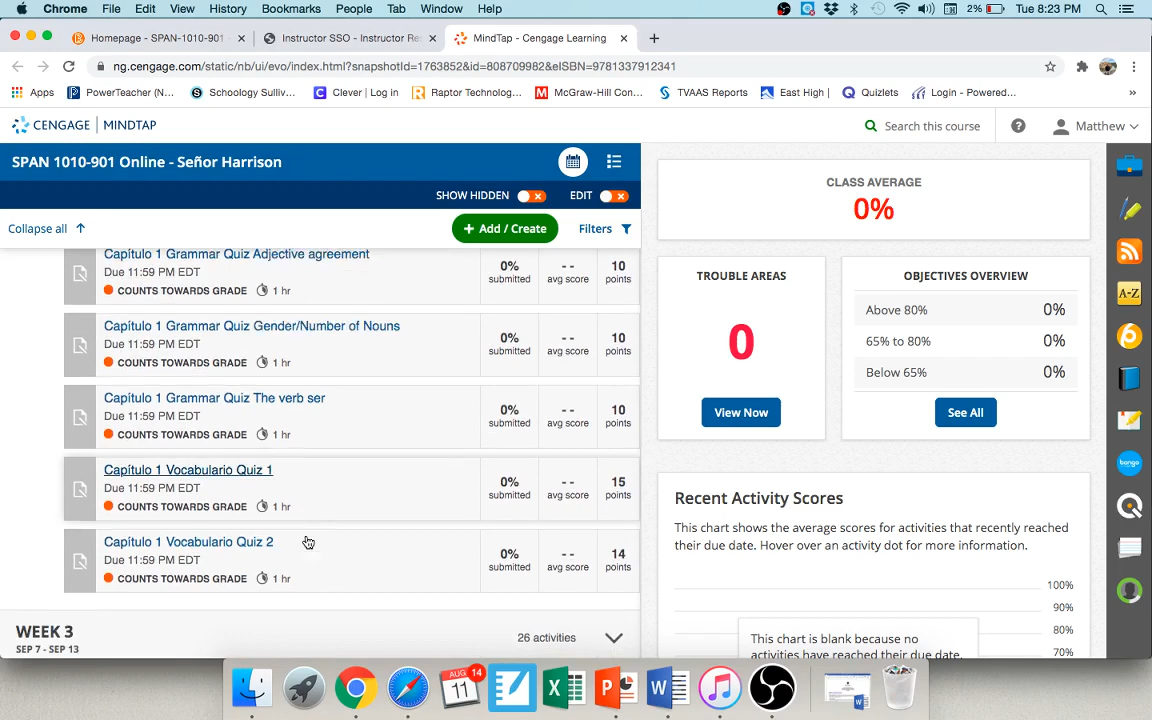 Chrome File Edit View History Bookmarks People Tab Window Help 2% Tue 8:23 PM
Homepage - SPAN-1010-901 Instructor SSO - Instructor Re MindTap - Cengage Learning
ng.cengage.com/static/nb/ui/evo/index.html?snapshotId=1763852&id=808709982&eISBN=9781337912341
Apps PowerTeacher (N... Schoology Sulliv... Clever | Log in Raptor Technolog... McGraw-Hill Con... TVAAS Reports East High | Quizlets Login - Powered... »
CENGAGE | MINDTAP Search this course Matthew
SPAN 1010-901 Online - Señor Harrison
SHOW HIDDEN EDIT
Collapse all + Add / Create Filters
Capítulo 1 Grammar Quiz Adjective agreement
Due 11:59 PM EDT
COUNTS TOWARDS GRADE 1 hr
0% submitted -- avg score 10 points
Capítulo 1 Grammar Quiz Gender/Number of Nouns
Due 11:59 PM EDT
COUNTS TOWARDS GRADE 1 hr
0% submitted -- avg score 10 points
Capítulo 1 Grammar Quiz The verb ser
Due 11:59 PM EDT
COUNTS TOWARDS GRADE 1 hr
0% submitted -- avg score 10 points
Capítulo 1 Vocabulario Quiz 1
Due 11:59 PM EDT
COUNTS TOWARDS GRADE 1 hr
0% submitted -- avg score 15 points
Capítulo 1 Vocabulario Quiz 2
Due 11:59 PM EDT
COUNTS TOWARDS GRADE 1 hr
0% submitted -- avg score 14 points
WEEK 3
SEP 7 - SEP 13
26 activities
CLASS AVERAGE
0%
TROUBLE AREAS
0
View Now
OBJECTIVES OVERVIEW
Above 80% 0%
65% to 80% 0%
Below 65% 0%
See All
Recent Activity Scores
This chart shows the average scores for activities that recently reached
their due date. Hover over an activity dot for more information.
100%
90%
80%
70%
This chart is blank because no
activities have reached their due date.
A-Z
bongo
AUG 14
11
X P W
W